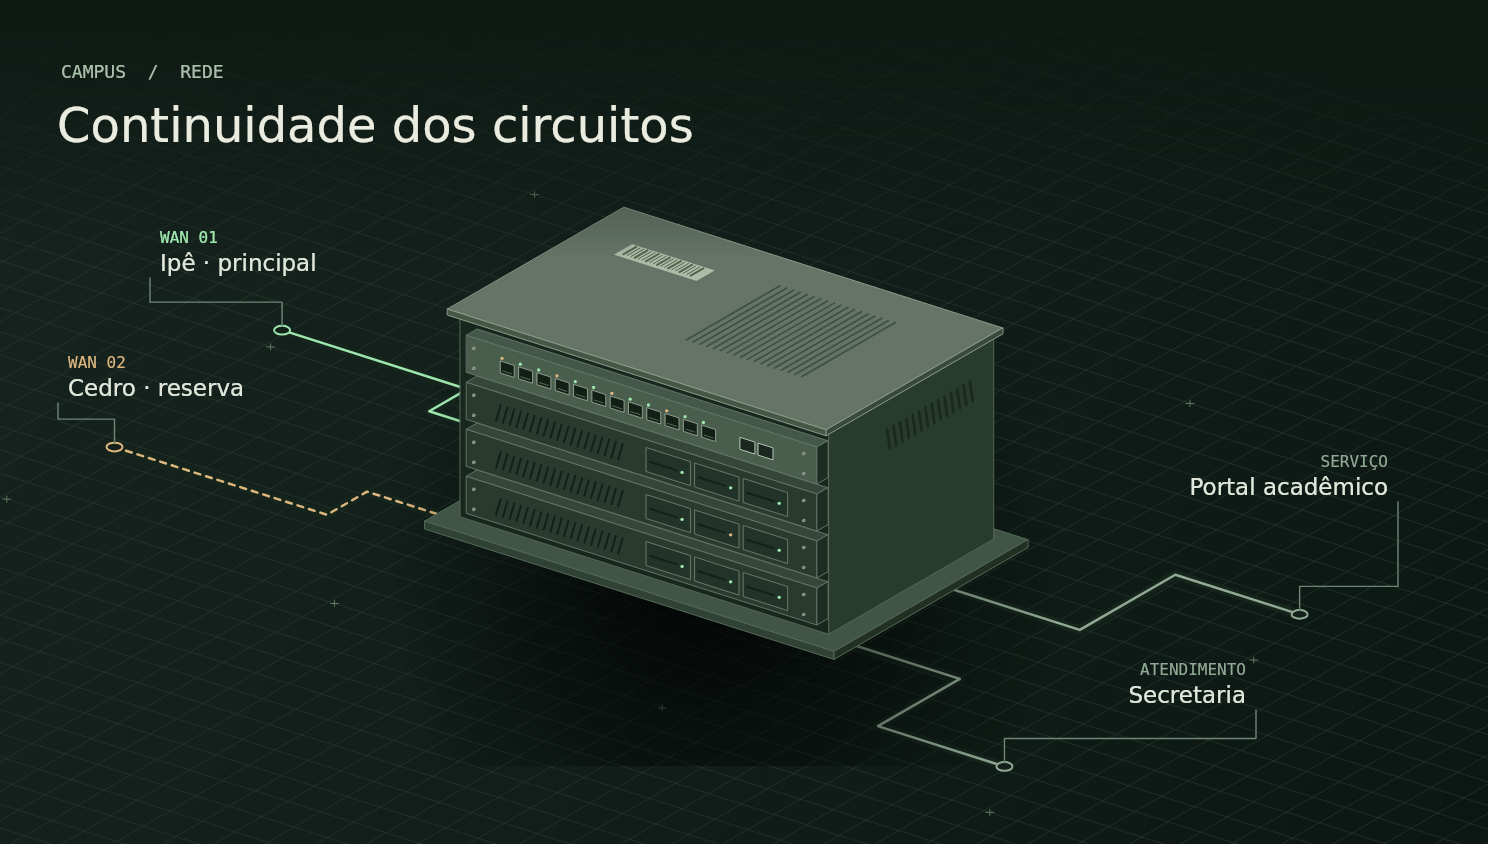 CAMPUS / REDE
Continuidade dos circuitos
WAN 01
Ipê · principal
WAN 02
Cedro · reserva
SERVIÇO
Portal acadêmico
ATENDIMENTO
Secretaria